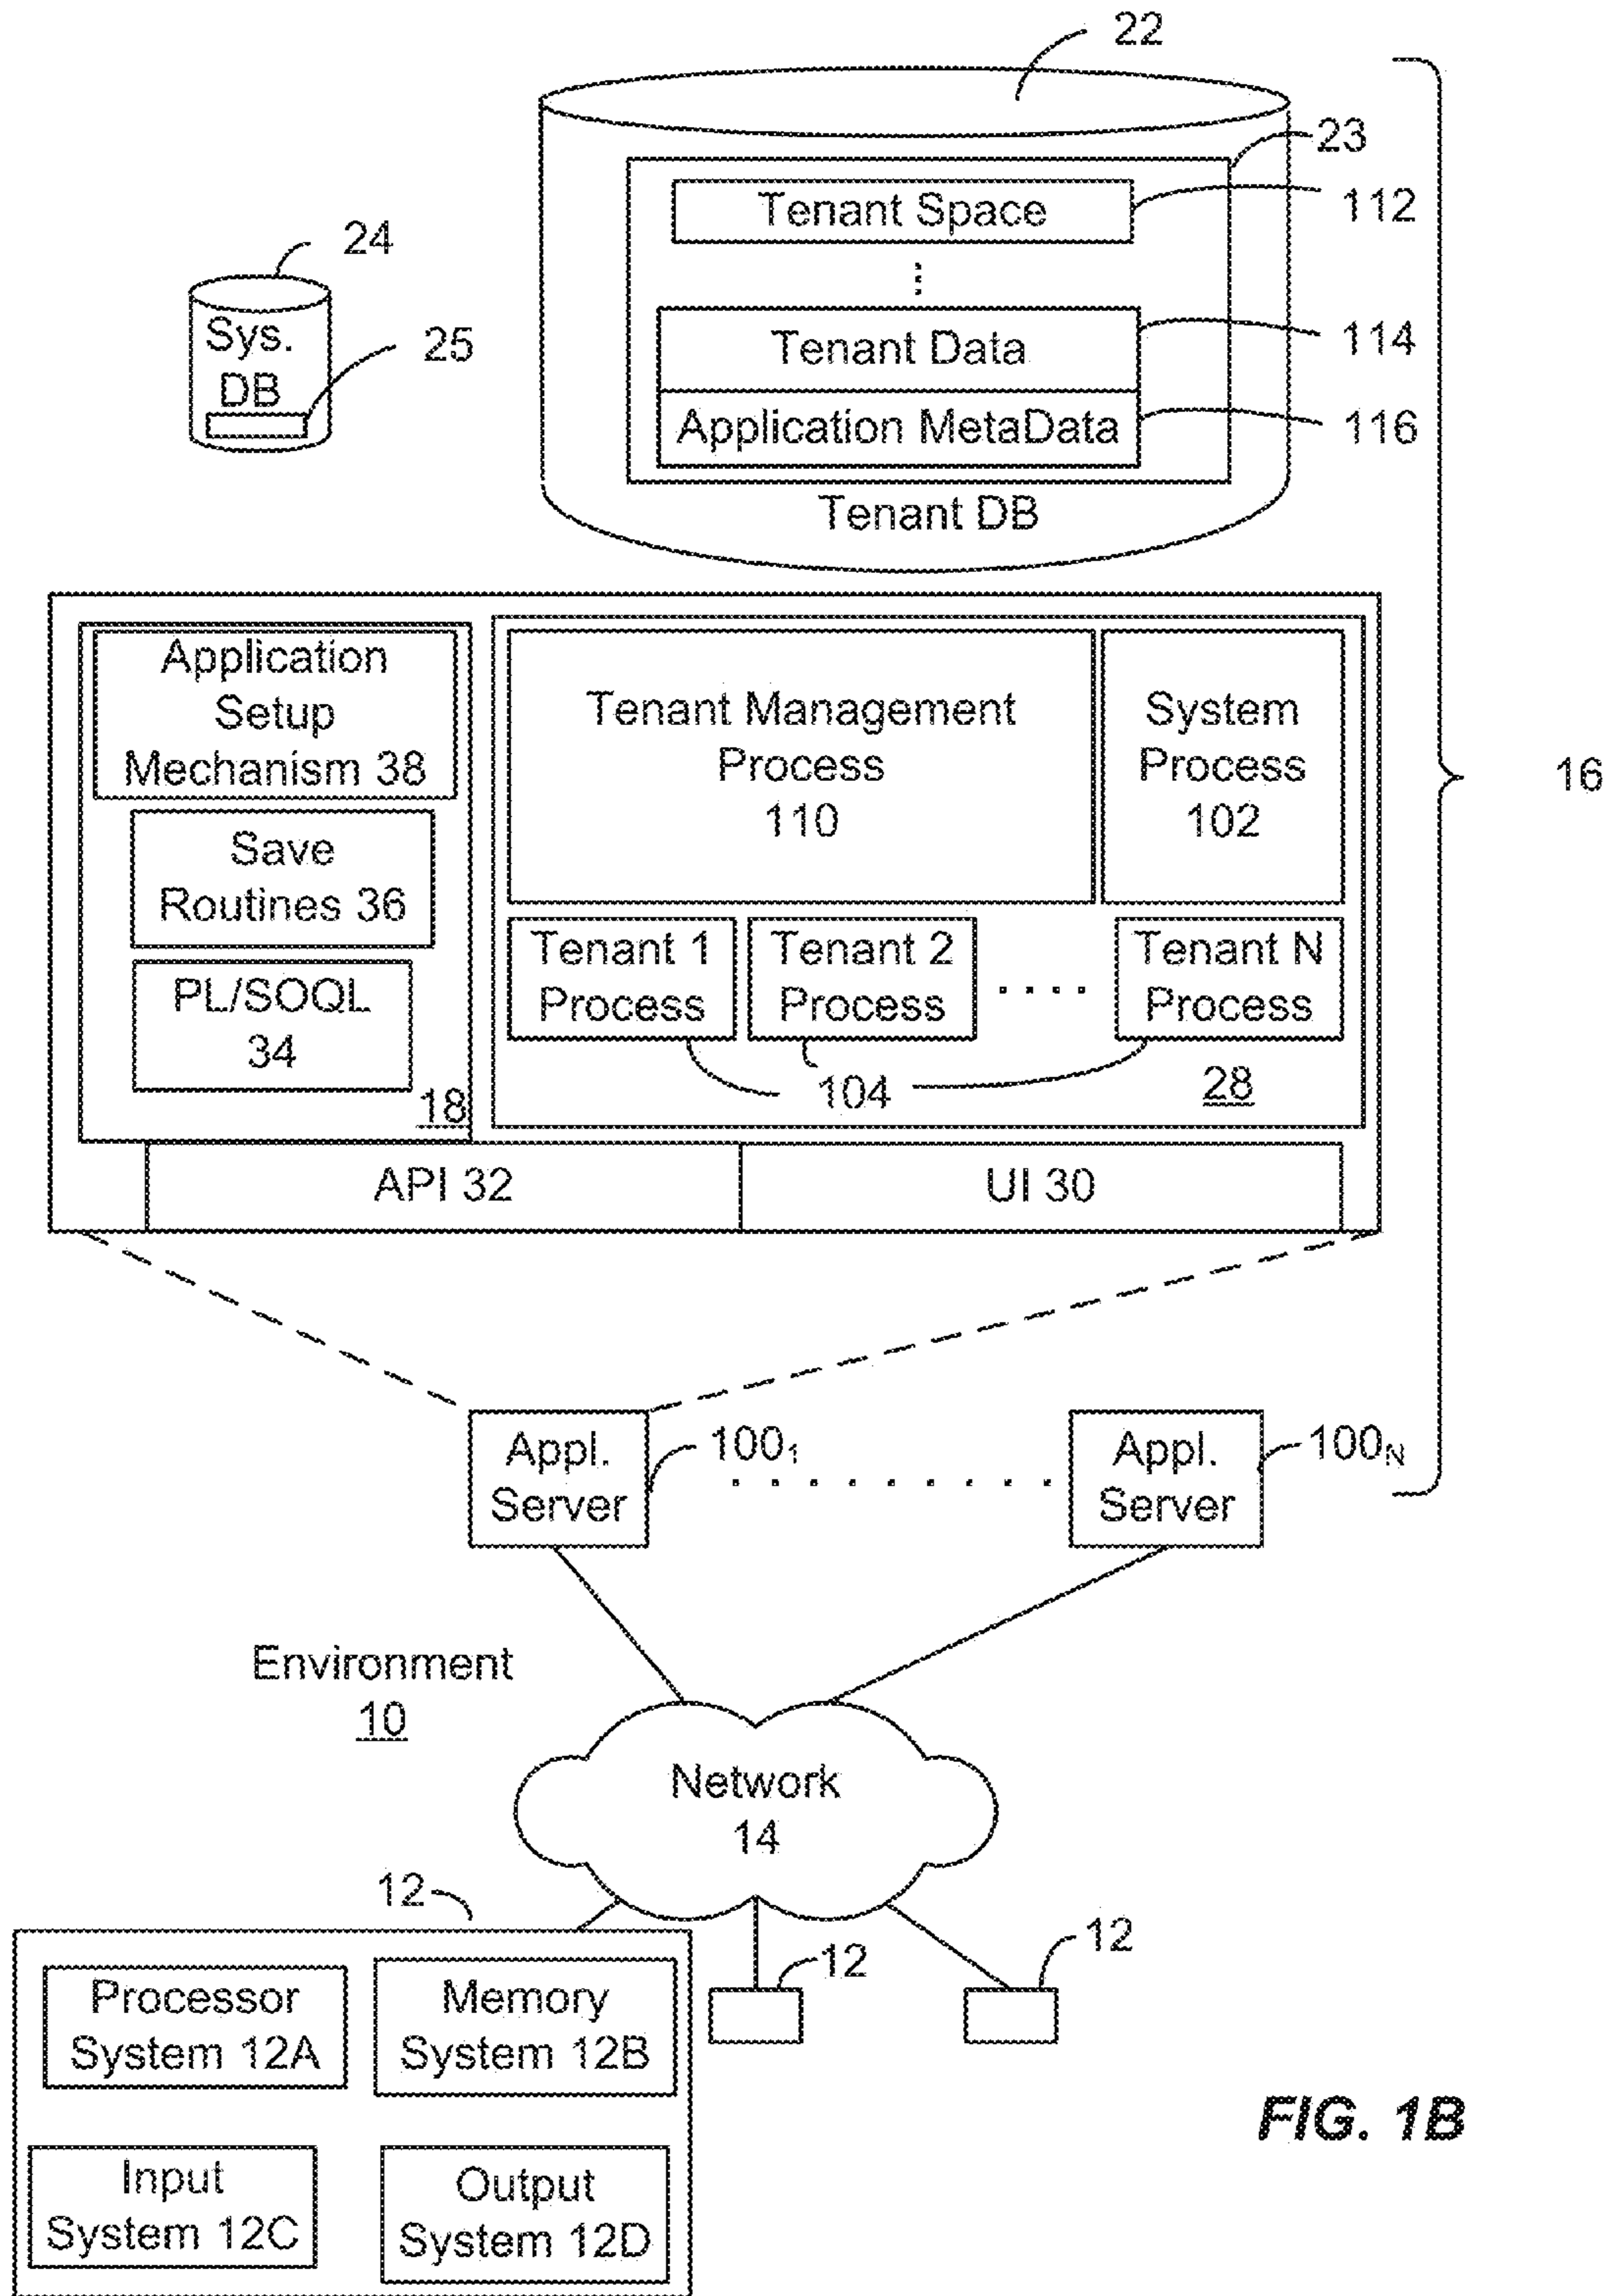 22
23
Tenant Space
112
24
Sys.
DB
25
Tenant Data
114
Application MetaData
116
Tenant DB
Application
Setup
Mechanism 38
Save
Routines 36
PL/SOQL
34
18
Tenant Management
Process
110
System
Process
102
Tenant 1
Process
Tenant 2
Process
Tenant N
Process
104
28
16
API 32
UI 30
Appl.
Server
100₁
Appl.
Server
100N
Environment
10
Network
14
12
12
12
Processor
System 12A
Memory
System 12B
Input
System 12C
Output
System 12D
FIG. 1B